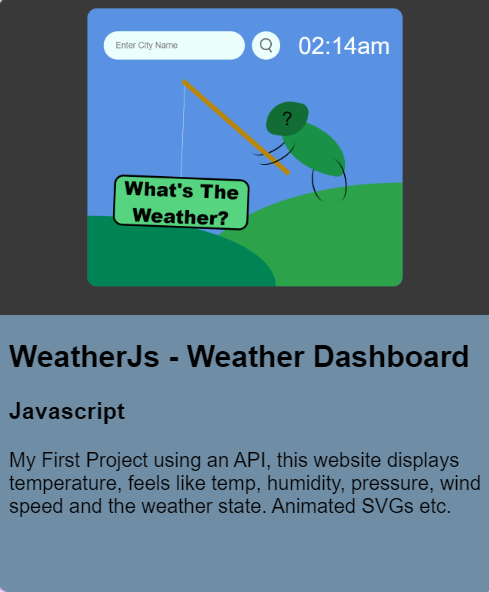 Enter City Name
02:14am
?
What's The
Weather?
WeatherJs - Weather Dashboard
Javascript
My First Project using an API, this website displays
temperature, feels like temp, humidity, pressure, wind
speed and the weather state. Animated SVGs etc.